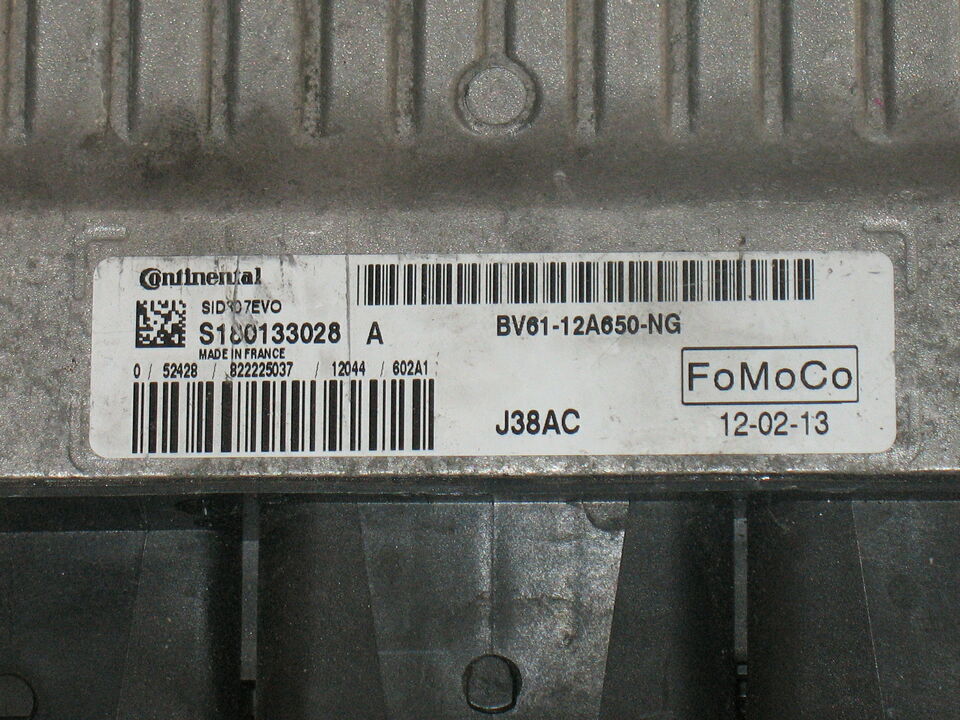 Continental
SID807EVO
S180133028 A
MADE IN FRANCE
0 / 52428 / 822225037 / 12044 / 602A1
BV61-12A650-NG
FoMoCo
J38AC
12-02-13